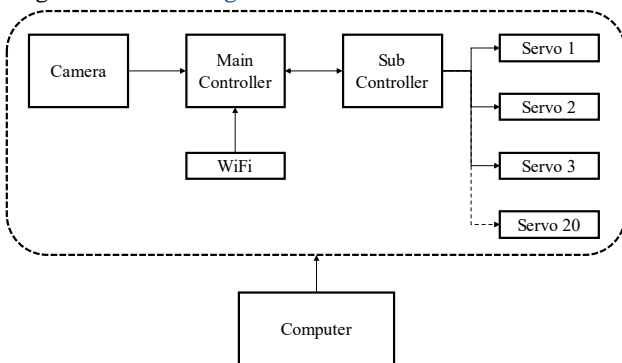 Camera
Main
Controller
Sub
Controller
Servo 1
Servo 2
Servo 3
Servo 20
WiFi
Computer